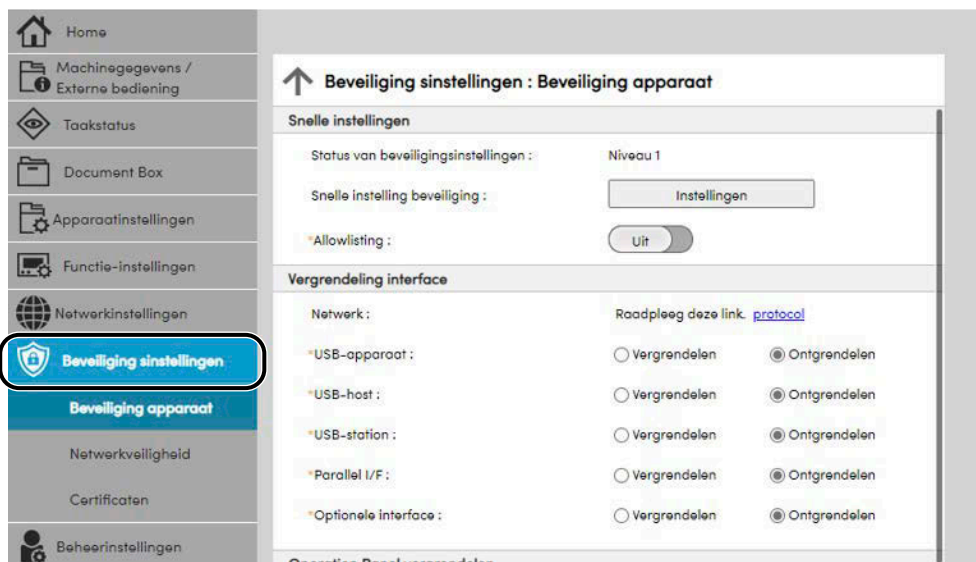 Home
Machinegegevens /
Externe bediening
Taakstatus
Document Box
Apparaatinstellingen
Functie-instellingen
Netwerkinstellingen
Beveiliging sinstellingen
Beveiliging apparaat
Netwerkveiligheid
Certificaten
Beheerinstellingen
Beveiliging sinstellingen : Beveiliging apparaat
Snelle instellingen
Status van beveiligingsinstellingen : Niveau 1
Snelle instelling beveiliging : Instellingen
*Allowlisting : Uit
Vergrendeling interface
Netwerk : Raadpleeg deze link. protocol
*USB-apparaat : Vergrendelen Ontgrendelen
*USB-host : Vergrendelen Ontgrendelen
*USB-station : Vergrendelen Ontgrendelen
*Parallel I/F : Vergrendelen Ontgrendelen
*Optionele interface : Vergrendelen Ontgrendelen